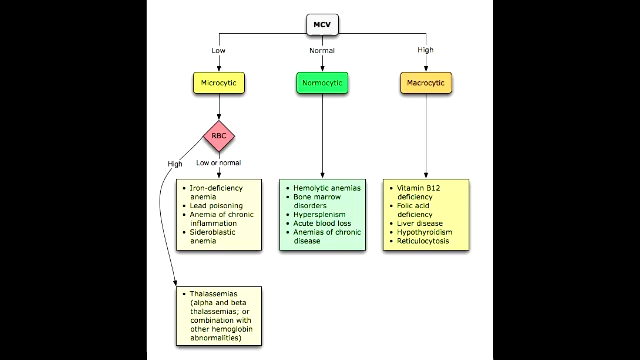 MCV
Low
Normal
High
Microcytic
Normocytic
Macrocytic
RBC
High
Low or normal
• Iron-deficiency
anemia
• Lead poisoning
• Anemia of chronic
inflammation
• Sideroblastic
anemia
• Hemolytic anemias
• Bone marrow
disorders
• Hypersplenism
• Acute blood loss
• Anemias of chronic
disease
• Vitamin B12
deficiency
• Folic acid
deficiency
• Liver disease
• Hypothyroidism
• Reticulocytosis
• Thalassemias
(alpha and beta
thalassemias; or
combination with
other hemoglobin
abnormalities)